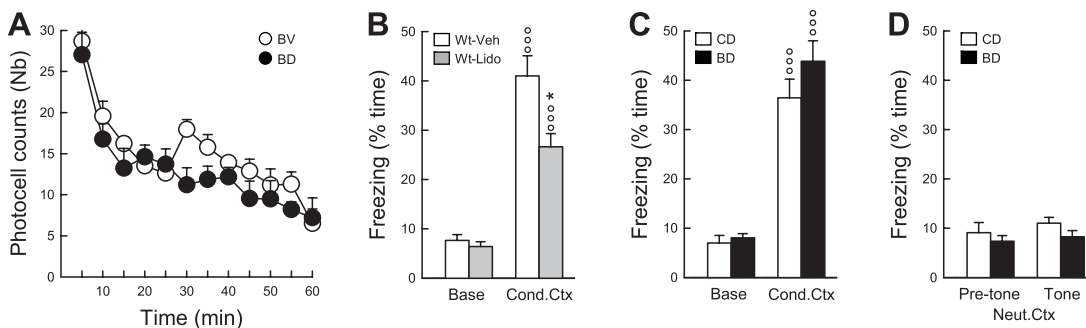 A
Photocell counts (Nb)
30
25
20
15
10
5
0
BV
BD
10 20 30 40 50 60
Time (min)
B
Freezing (% time)
50
40
30
20
10
0
Wt-Veh
Wt-Lido
°°°
°°°*
Base Cond.Ctx
C
Freezing (% time)
50
40
30
20
10
0
CD
BD
°°°
°°°
Base Cond.Ctx
D
Freezing (% time)
50
40
30
20
10
0
CD
BD
Pre-tone Tone
Neut.Ctx